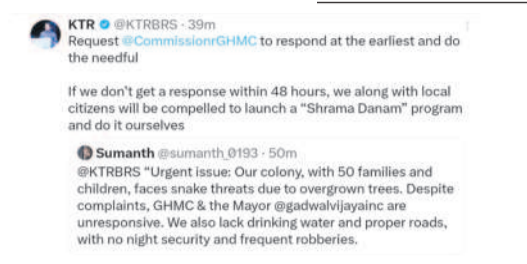 KTR @KTRBRS · 39m
Request @CommissionrGHMC to respond at the earliest and do
the needful
If we don't get a response within 48 hours, we along with local
citizens will be compelled to launch a "Shrama Danam" program
and do it ourselves
Sumanth @sumanth_0193 · 50m
@KTRBRS "Urgent issue: Our colony, with 50 families and
children, faces snake threats due to overgrown trees. Despite
complaints, GHMC & the Mayor @gadwalvijayainc are
unresponsive. We also lack drinking water and proper roads,
with no night security and frequent robberies.